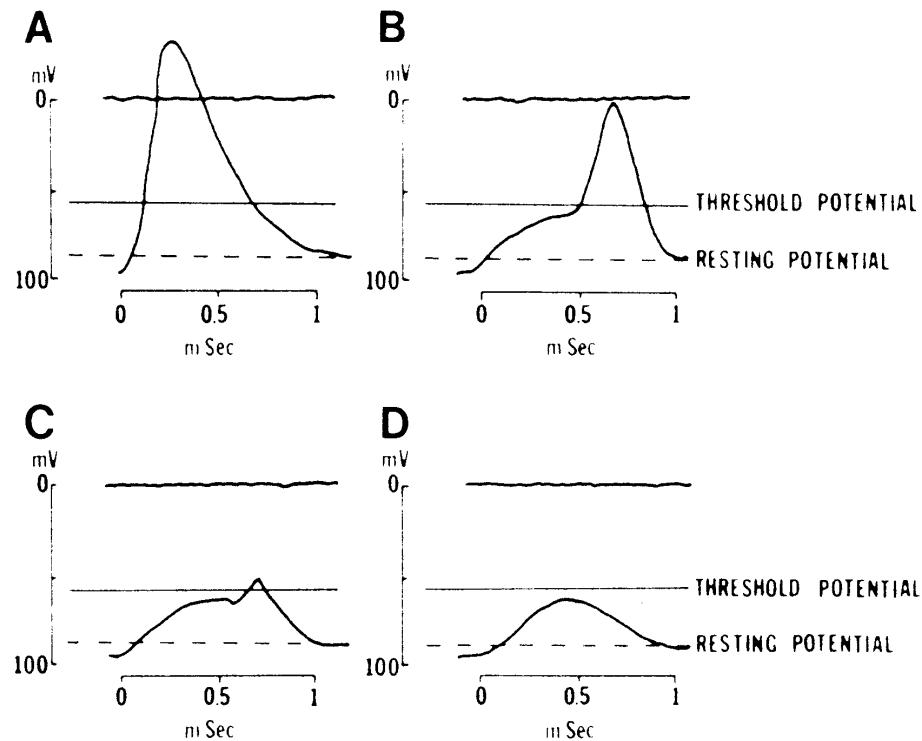 A
mV
0
100
0 0.5 1
m Sec
B
mV
0
THRESHOLD POTENTIAL
RESTING POTENTIAL
100
0 0.5 1
m Sec
C
mV
0
100
0 0.5 1
m Sec
D
mV
0
THRESHOLD POTENTIAL
RESTING POTENTIAL
100
0 0.5 1
m Sec